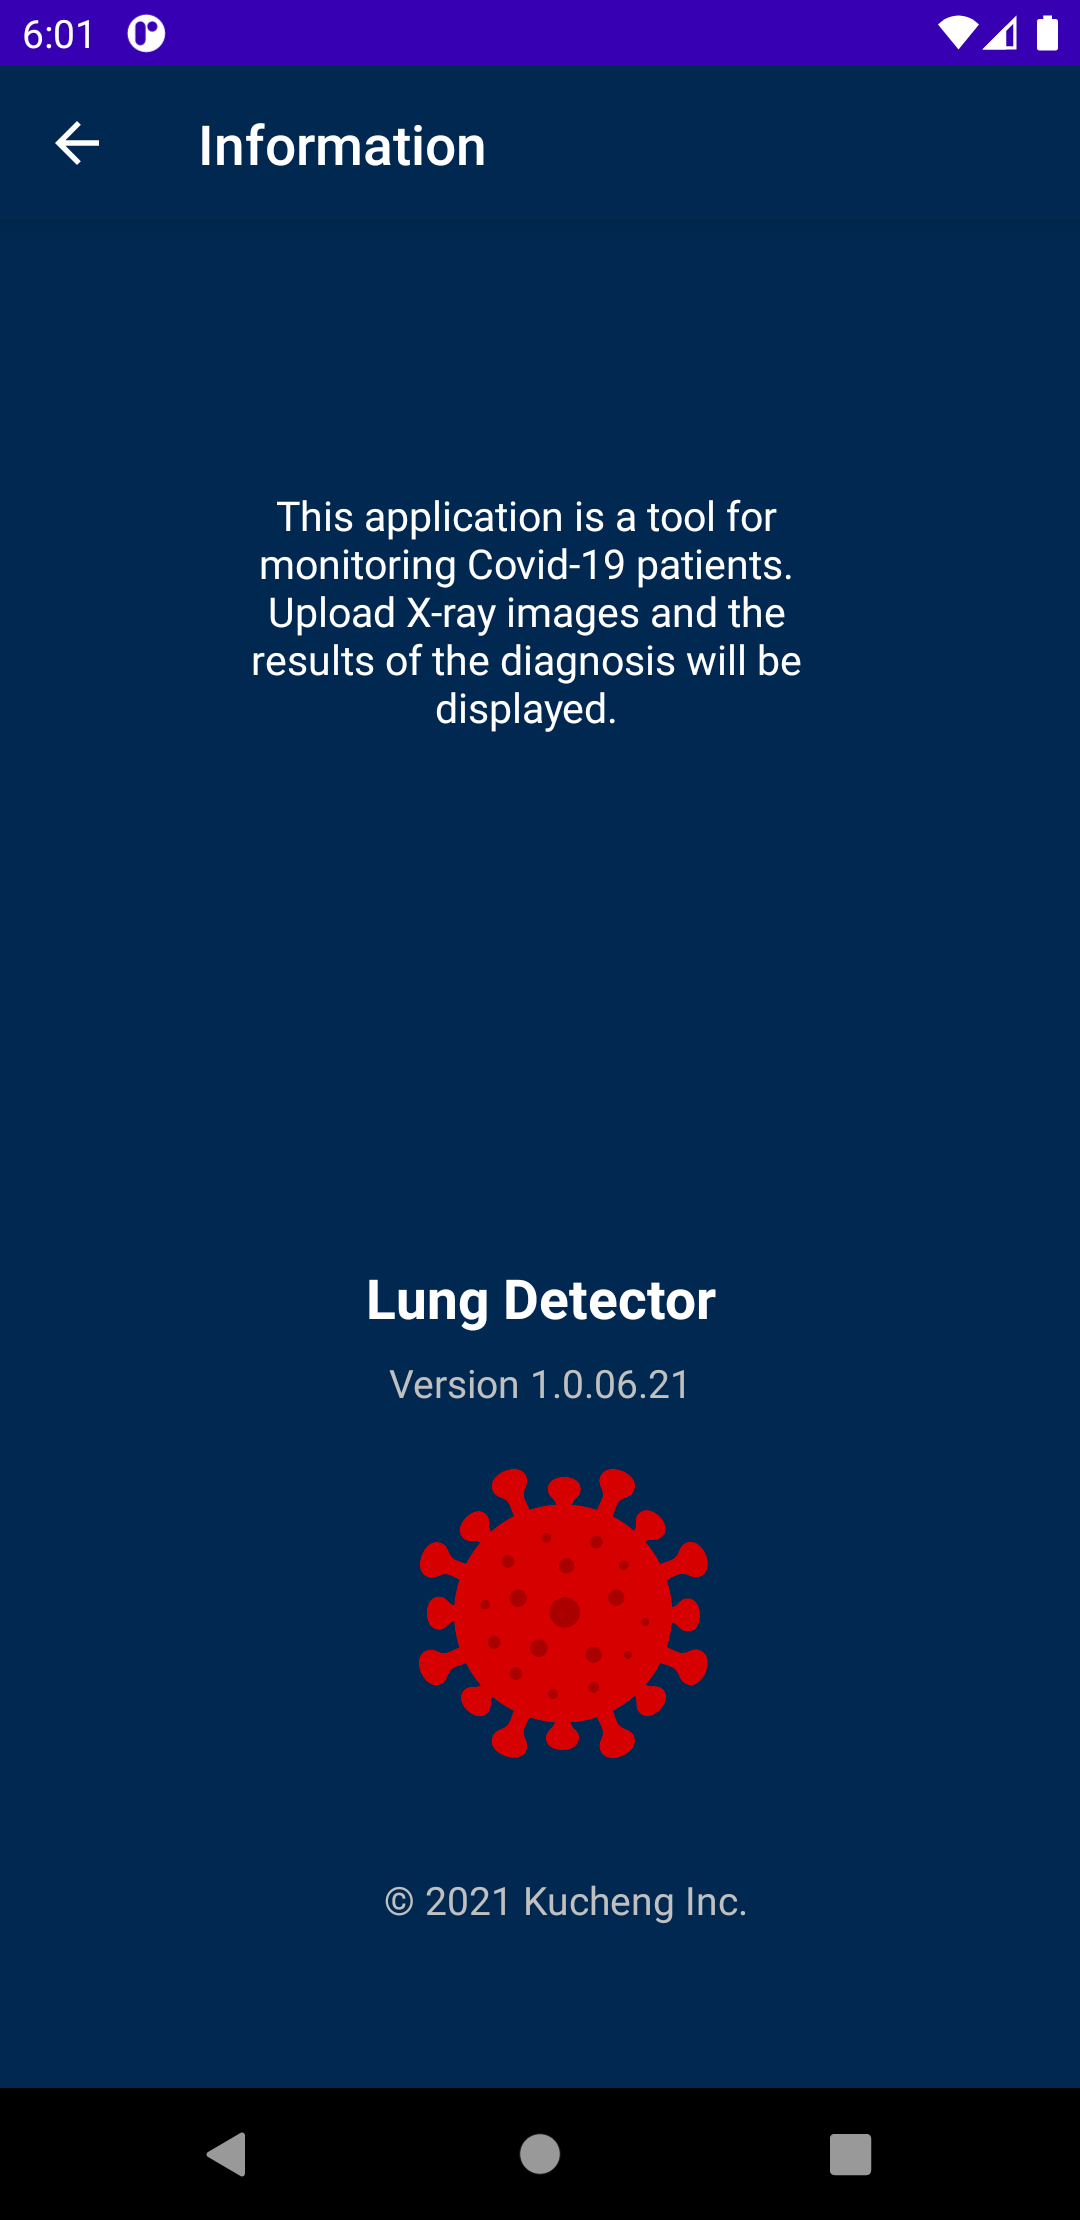 6:01
Information
This application is a tool for
monitoring Covid-19 patients.
Upload X-ray images and the
results of the diagnosis will be
displayed.
Lung Detector
Version 1.0.06.21
© 2021 Kucheng Inc.